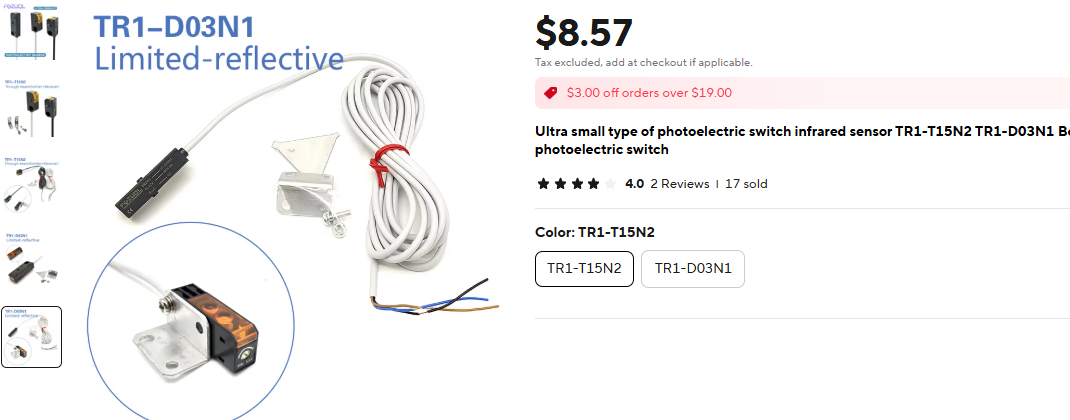 TR1-D03N1
Limited-reflective
$8.57
Tax excluded, add at checkout if applicable.
$3.00 off orders over $19.00
Ultra small type of photoelectric switch infrared sensor TR1-T15N2 TR1-D03N1 Be
photoelectric switch
4.0 2 Reviews | 17 sold
Color: TR1-T15N2
TR1-T15N2
TR1-D03N1